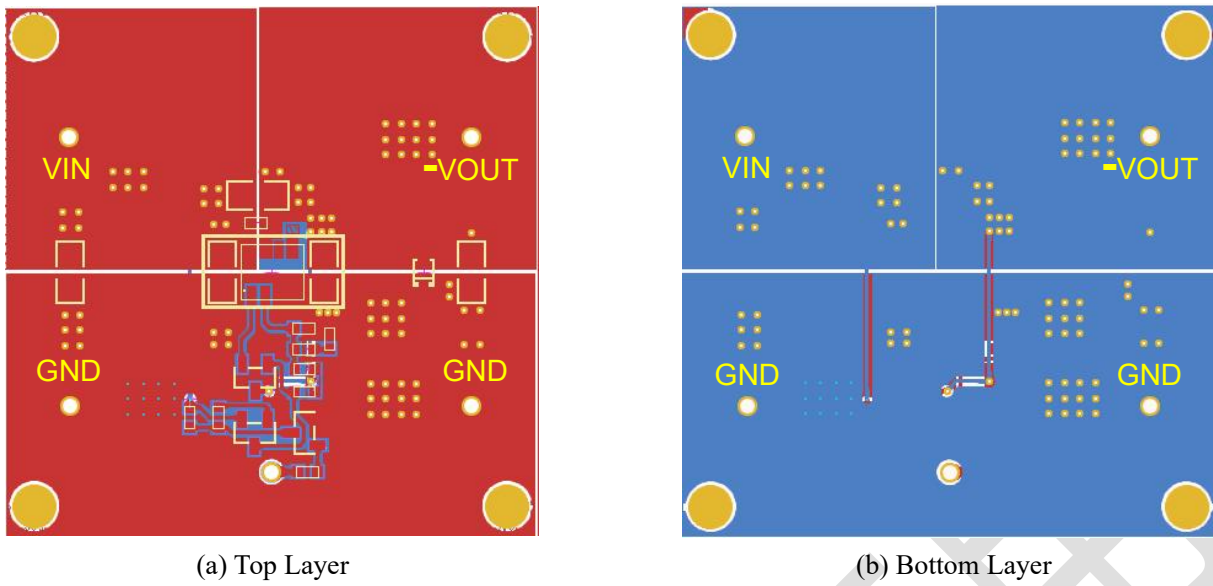 VIN
-VOUT
GND
GND
VIN
-VOUT
GND
GND
(a) Top Layer
(b) Bottom Layer